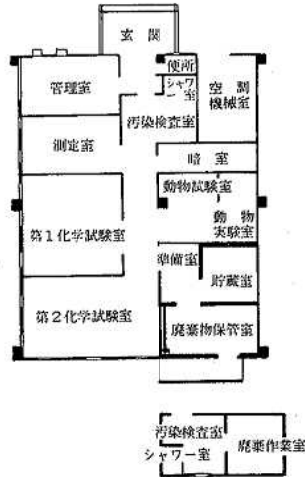 玄関
便所
シャワー室
管理室
空調
機械室
汚染検査室
測定室
暗室
動物試験室
動物
実験室
第1化学試験室
準備室
貯蔵室
第2化学試験室
廃棄物保管室
汚染検査室
シャワー室
廃棄作業室